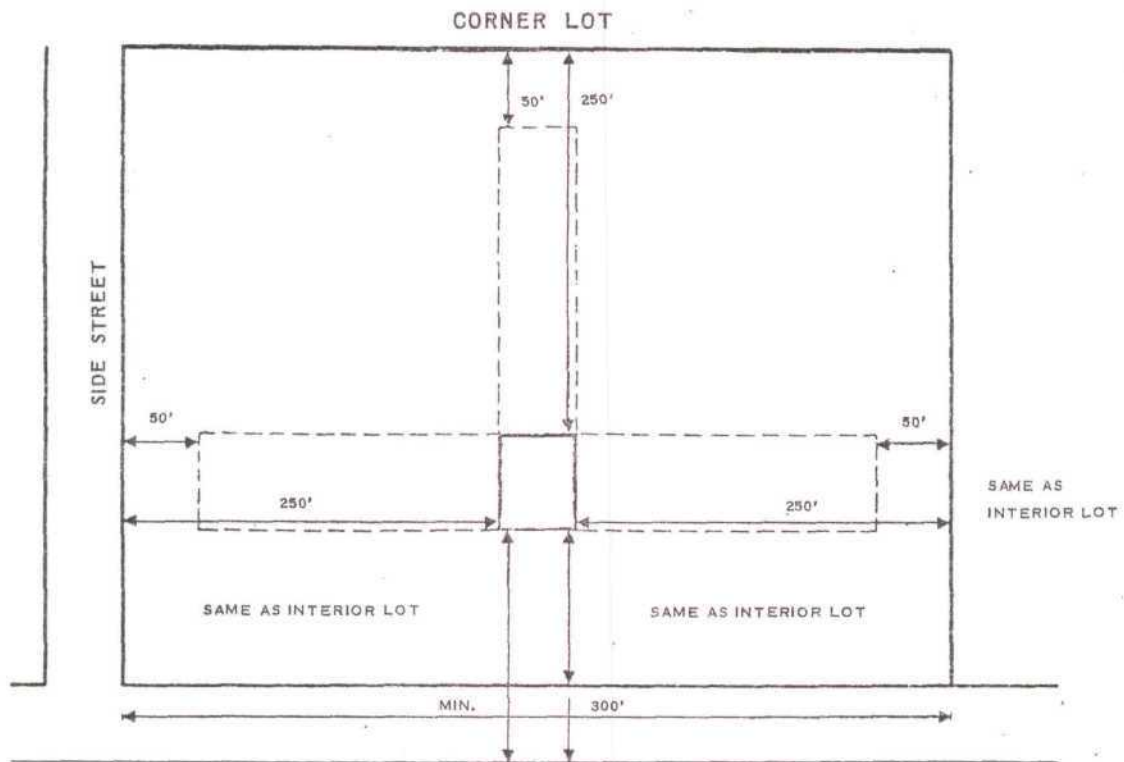 CORNER LOT
50'
250'
SIDE STREET
50'
50'
250'
250'
SAME AS
INTERIOR LOT
SAME AS INTERIOR LOT
SAME AS INTERIOR LOT
MIN. 300'